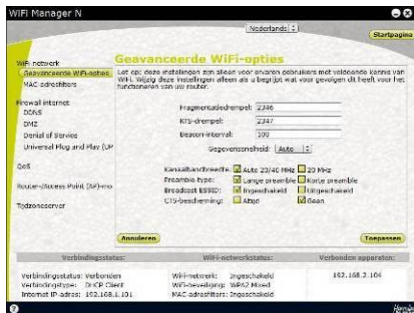 WiFi Manager N
Nederlands
Startpagina
WiFi-netwerk
Geavanceerde WiFi-opties
MAC-adresfilters
Firewall internet
DDNS
DMZ
Denial of Service
Universal Plug and Play (UP
QoS
Router-/Access Point (AP)-mo
Tijdzoneserver
Geavanceerde WiFi-opties
Let op: deze instellingen zijn alleen voor ervaren gebruikers met voldoende kennis van
WiFi. Wijzig deze instellingen alleen als u begrijpt wat voor gevolgen dit heeft voor het
functioneren van uw router.
Fragmentatiedrempel: 2346
RTS-drempel: 2347
Beacon-interval: 100
Gegevenssnelheid: Auto
Kanaalbandbreedte: Auto 20/40 MHz 20 MHz
Preamble-type: Lange preamble Korte preamble
Broadcast ESSID: Ingeschakeld Uitgeschakeld
CTS-bescherming: Altijd Geen
Annuleren
Toepassen
Verbindingsstatus:
Verbindingsstatus: Verbonden
Verbindingstype: DHCP Client
Internet IP-adres: 192.168.1.101
WiFi-netwerkstatus:
WiFi-netwerk: Ingeschakeld
WiFi-beveiliging: WPA2 Mixed
MAC-adresfilters: Ingeschakeld
Verbonden apparaten:
192.168.2.104